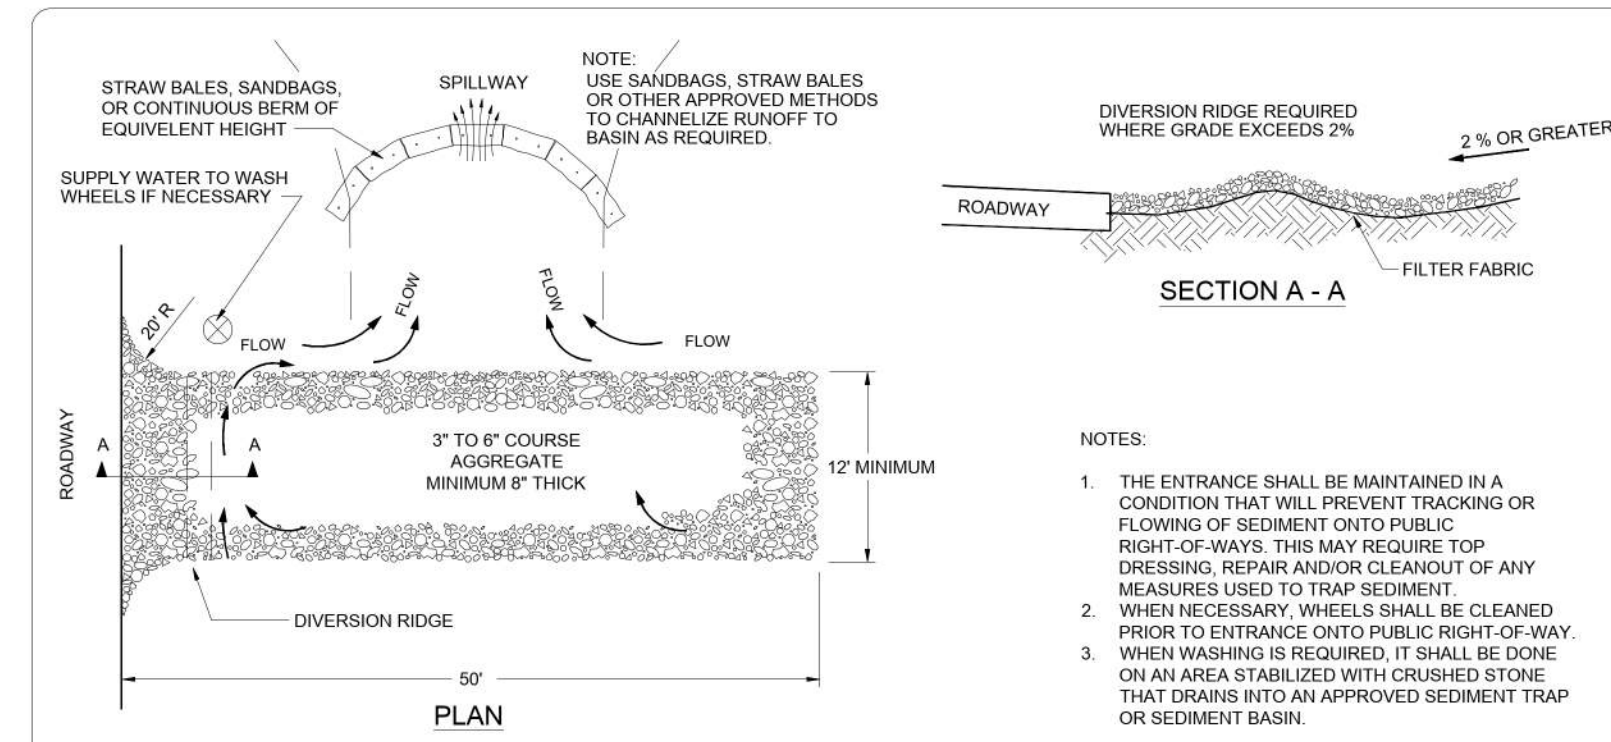 STRAW BALES, SANDBAGS,
OR CONTINUOUS BERM OF
EQUIVELENT HEIGHT
SPILLWAY
NOTE:
USE SANDBAGS, STRAW BALES
OR OTHER APPROVED METHODS
TO CHANNELIZE RUNOFF TO
BASIN AS REQUIRED.
SUPPLY WATER TO WASH
WHEELS IF NECESSARY
20' R
FLOW
FLOW
FLOW
FLOW
ROADWAY
A
A
3" TO 6" COURSE
AGGREGATE
MINIMUM 8" THICK
12' MINIMUM
DIVERSION RIDGE
50'
PLAN
DIVERSION RIDGE REQUIRED
WHERE GRADE EXCEEDS 2%
2 % OR GREATER
ROADWAY
FILTER FABRIC
SECTION A - A
NOTES:
1. THE ENTRANCE SHALL BE MAINTAINED IN A
CONDITION THAT WILL PREVENT TRACKING OR
FLOWING OF SEDIMENT ONTO PUBLIC
RIGHT-OF-WAYS. THIS MAY REQUIRE TOP
DRESSING, REPAIR AND/OR CLEANOUT OF ANY
MEASURES USED TO TRAP SEDIMENT.
2. WHEN NECESSARY, WHEELS SHALL BE CLEANED
PRIOR TO ENTRANCE ONTO PUBLIC RIGHT-OF-WAY.
3. WHEN WASHING IS REQUIRED, IT SHALL BE DONE
ON AN AREA STABILIZED WITH CRUSHED STONE
THAT DRAINS INTO AN APPROVED SEDIMENT TRAP
OR SEDIMENT BASIN.